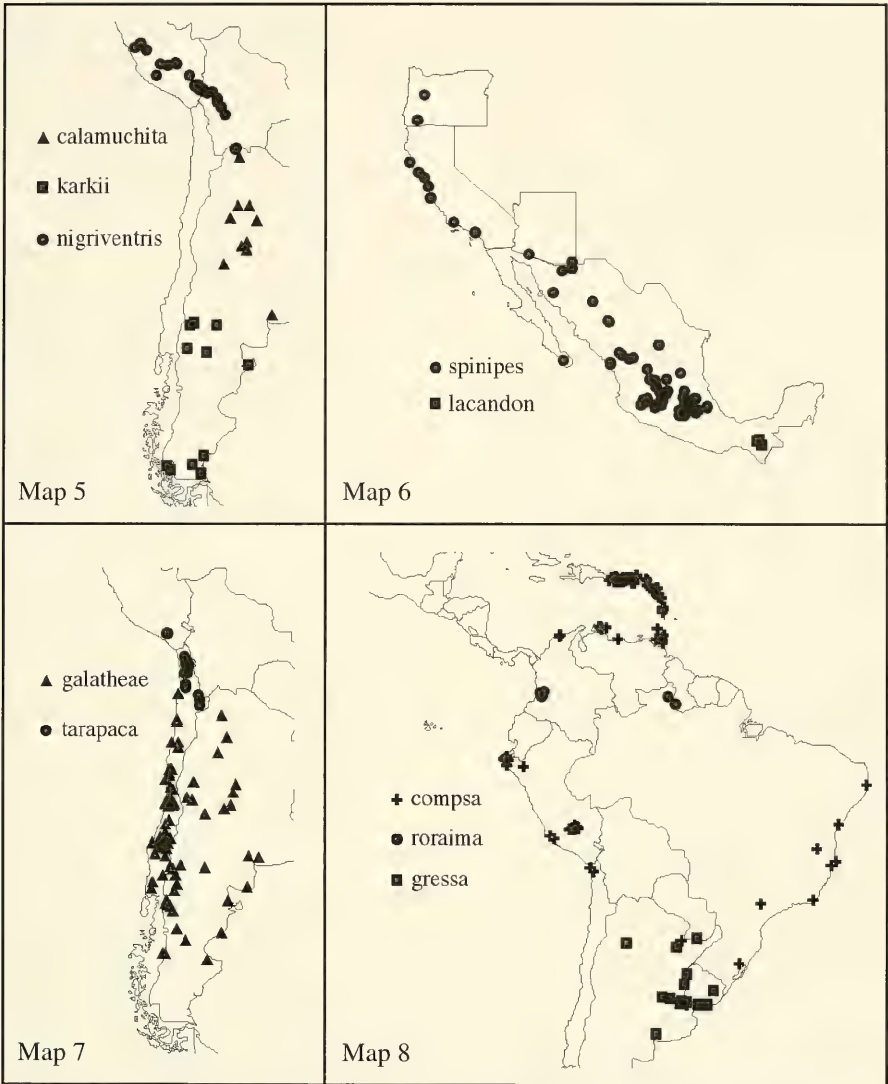 calamuchita
karkii
nigriventris
Map 5
spinipes
lacandon
Map 6
galatheae
tarapaca
Map 7
compsa
roraima
gressa
Map 8